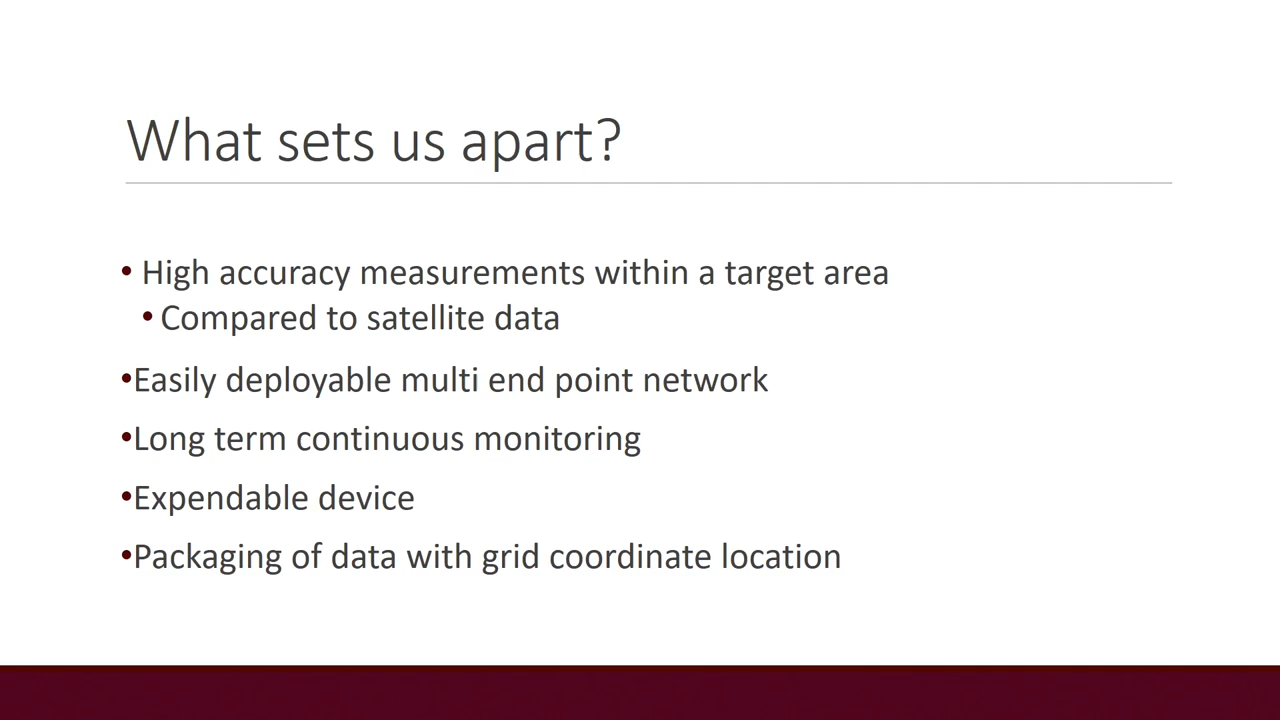 What sets us apart?
• High accuracy measurements within a target area
• Compared to satellite data
•Easily deployable multi end point network
•Long term continuous monitoring
•Expendable device
•Packaging of data with grid coordinate location